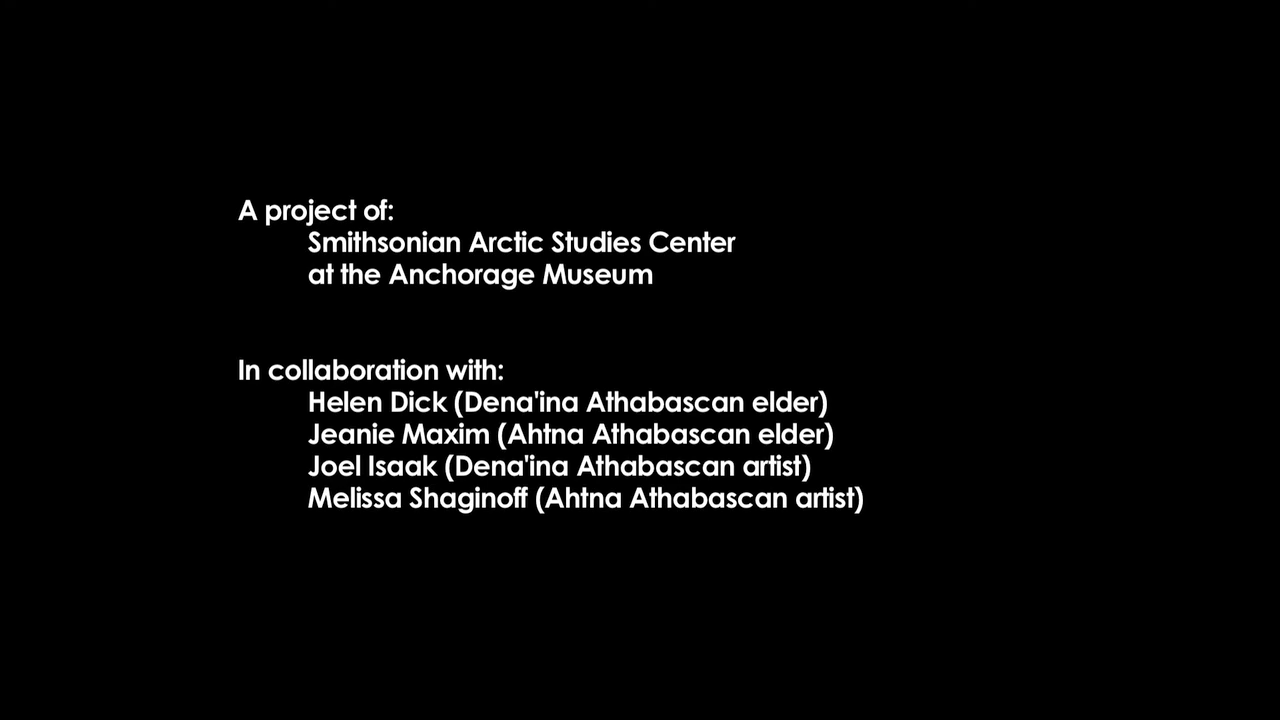 A project of:
Smithsonian Arctic Studies Center
at the Anchorage Museum
In collaboration with:
Helen Dick (Dena'ina Athabascan elder)
Jeanie Maxim (Ahtna Athabascan elder)
Joel Isaak (Dena'ina Athabascan artist)
Melissa Shaginoff (Ahtna Athabascan artist)